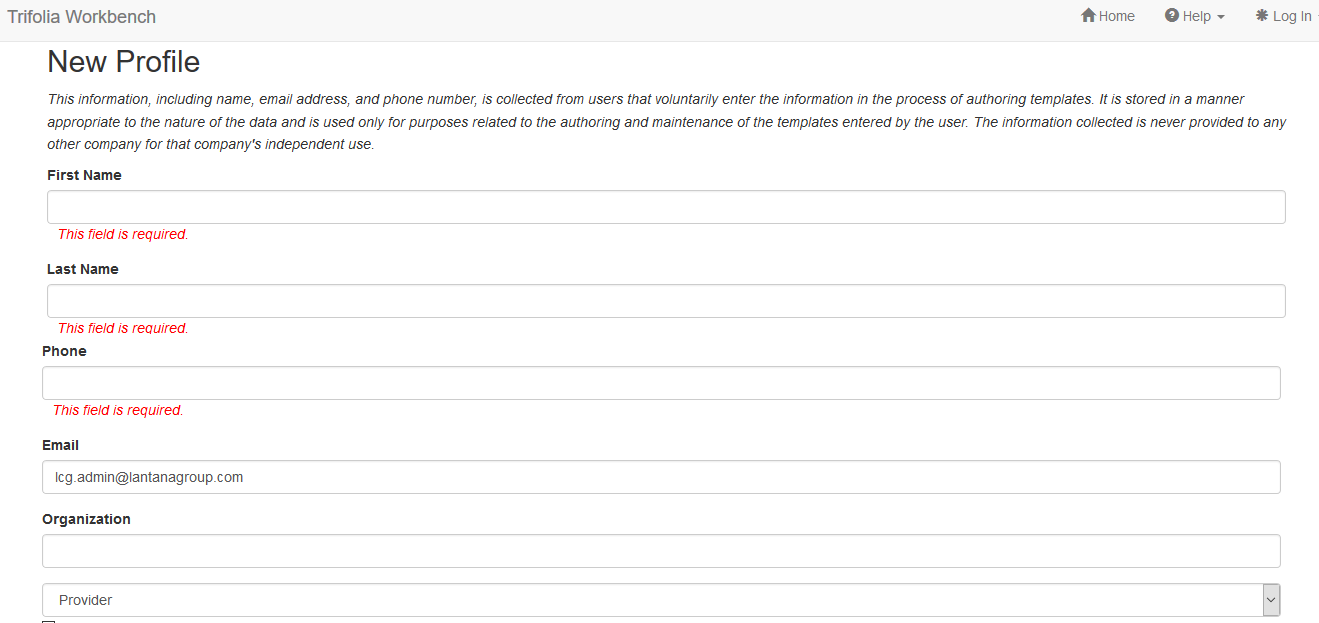 Trifolia Workbench
Home
Help
Log In
New Profile
This information, including name, email address, and phone number, is collected from users that voluntarily enter the information in the process of authoring templates. It is stored in a manner
appropriate to the nature of the data and is used only for purposes related to the authoring and maintenance of the templates entered by the user. The information collected is never provided to any
other company for that company's independent use.
First Name
This field is required.
Last Name
This field is required.
Phone
This field is required.
Email
lcg.admin@lantanagroup.com
Organization
Provider